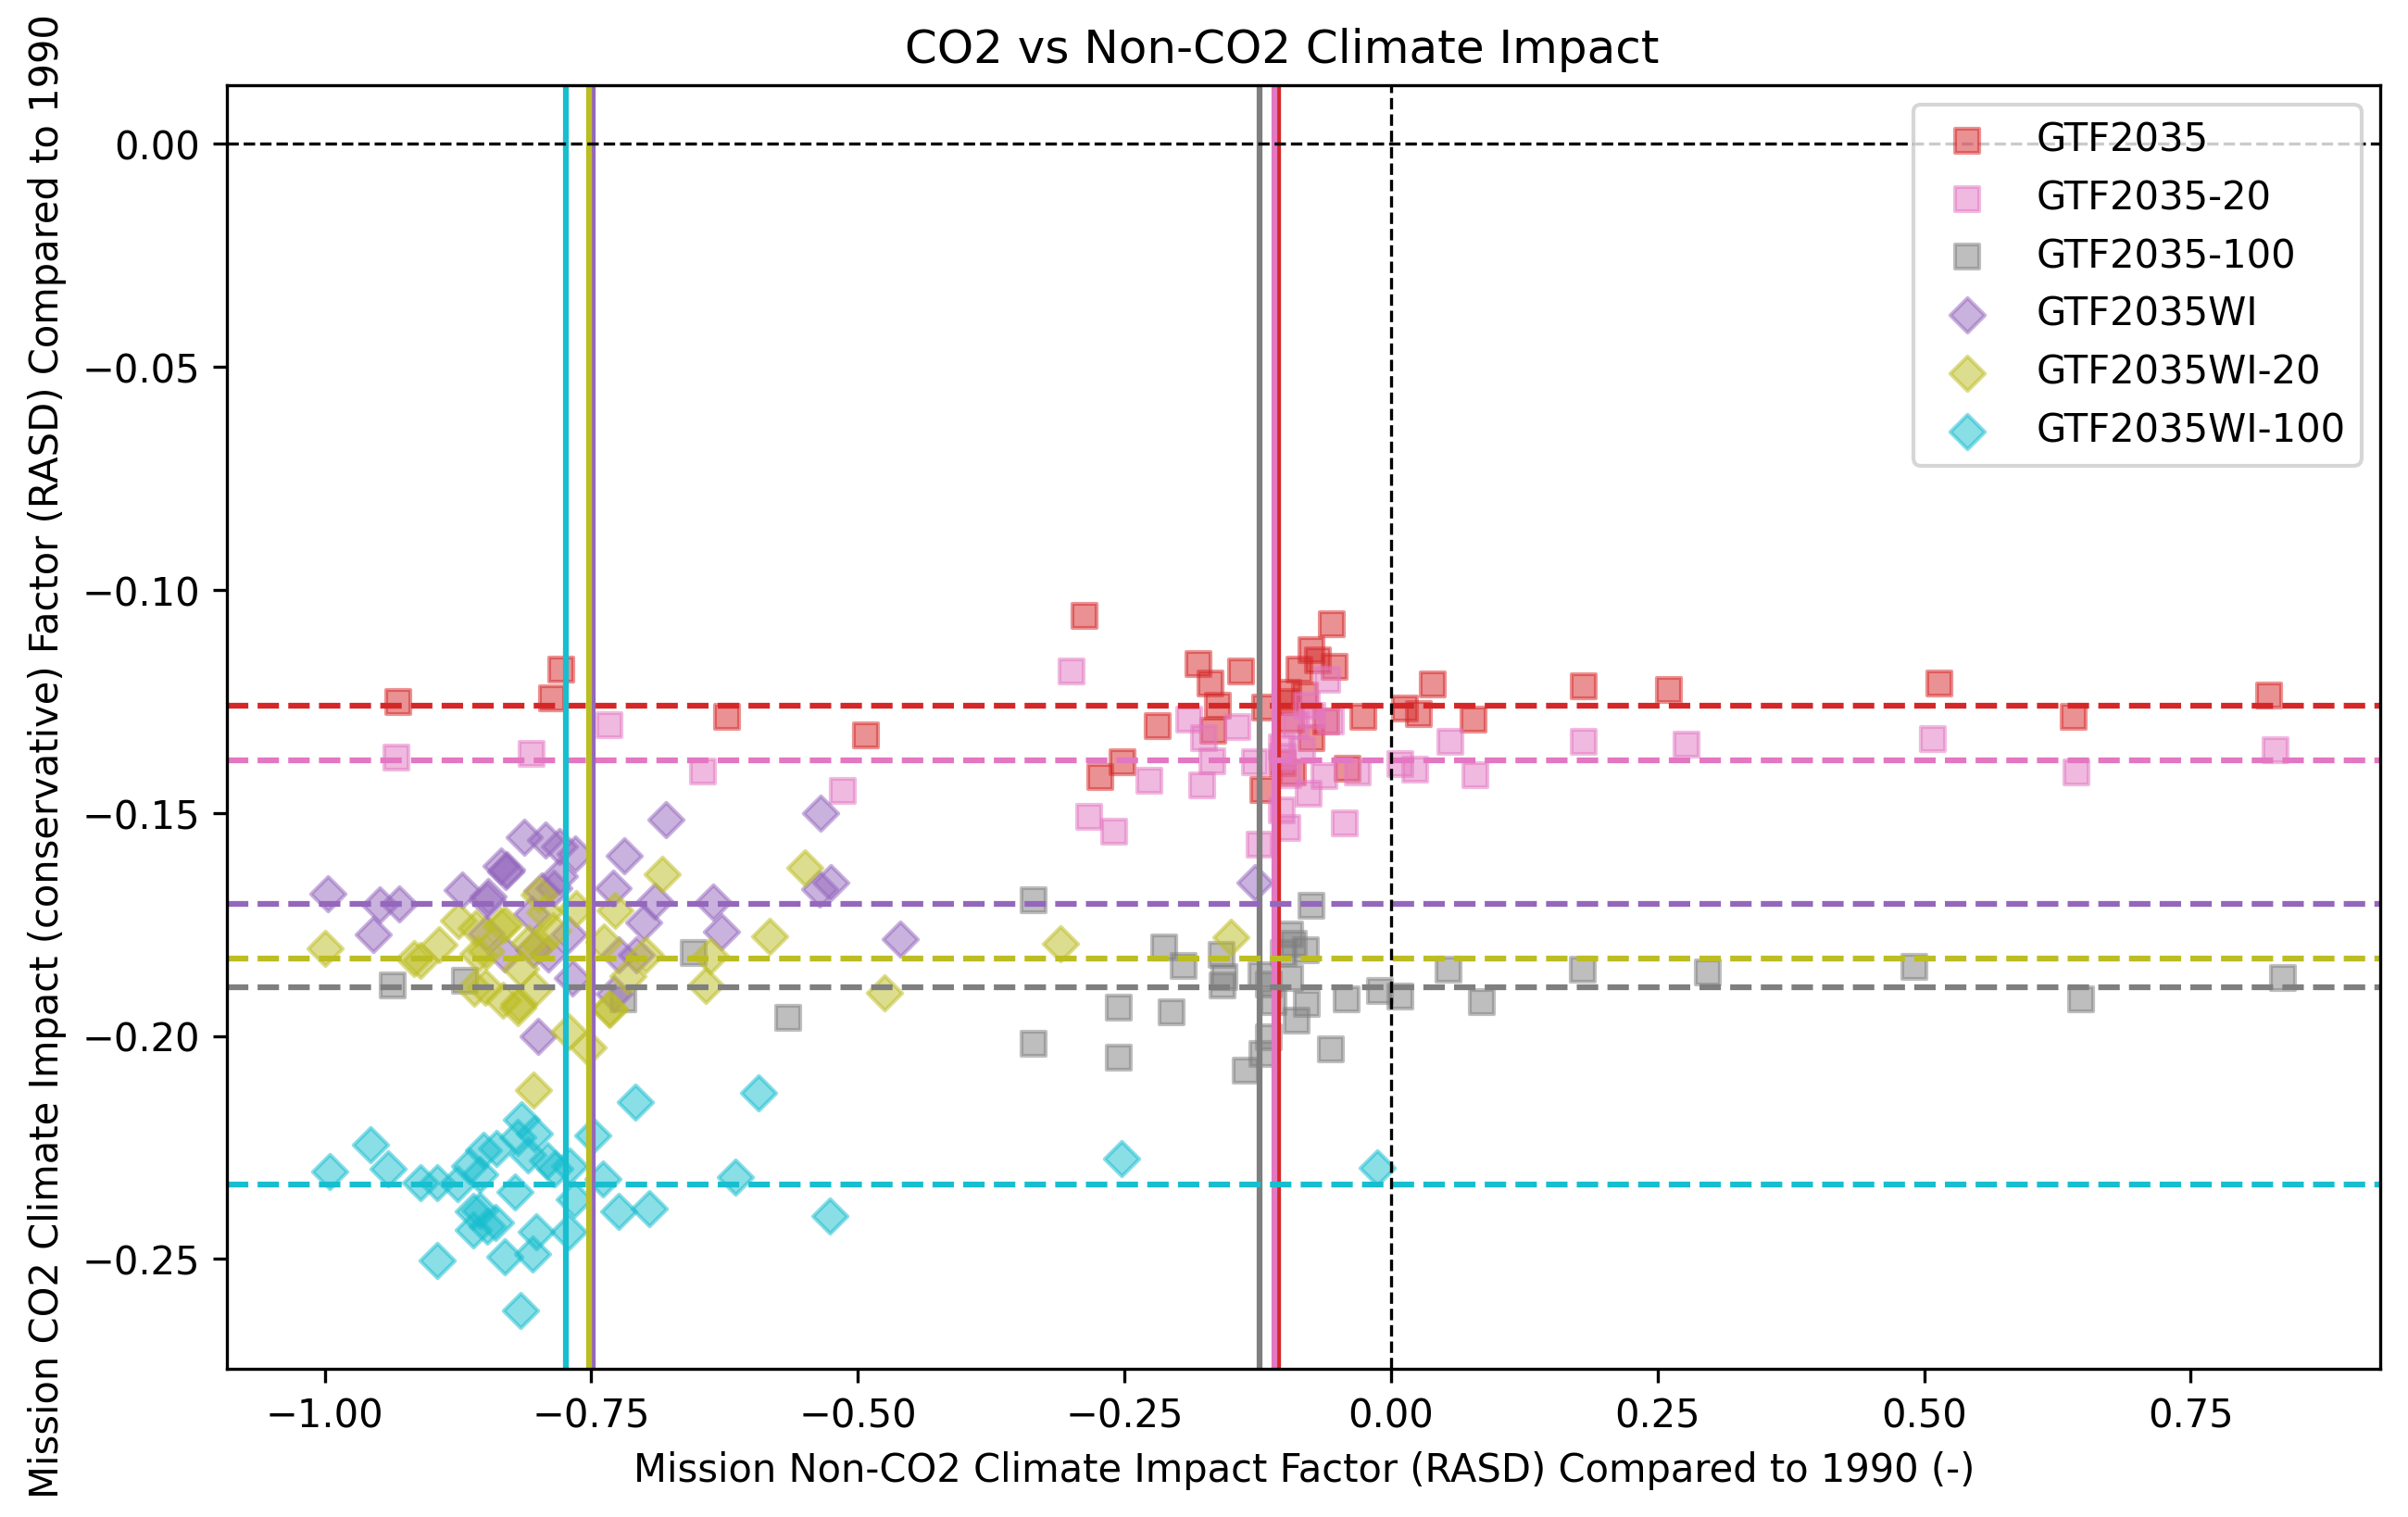 CO2 vs Non-CO2 Climate Impact
Mission CO2 Climate Impact (conservative) Factor (RASD) Compared to 1990
0.00
−0.05
−0.10
−0.15
−0.20
−0.25
GTF2035
GTF2035-20
GTF2035-100
GTF2035WI
GTF2035WI-20
GTF2035WI-100
−1.00 −0.75 −0.50 −0.25 0.00 0.25 0.50 0.75
Mission Non-CO2 Climate Impact Factor (RASD) Compared to 1990 (-)